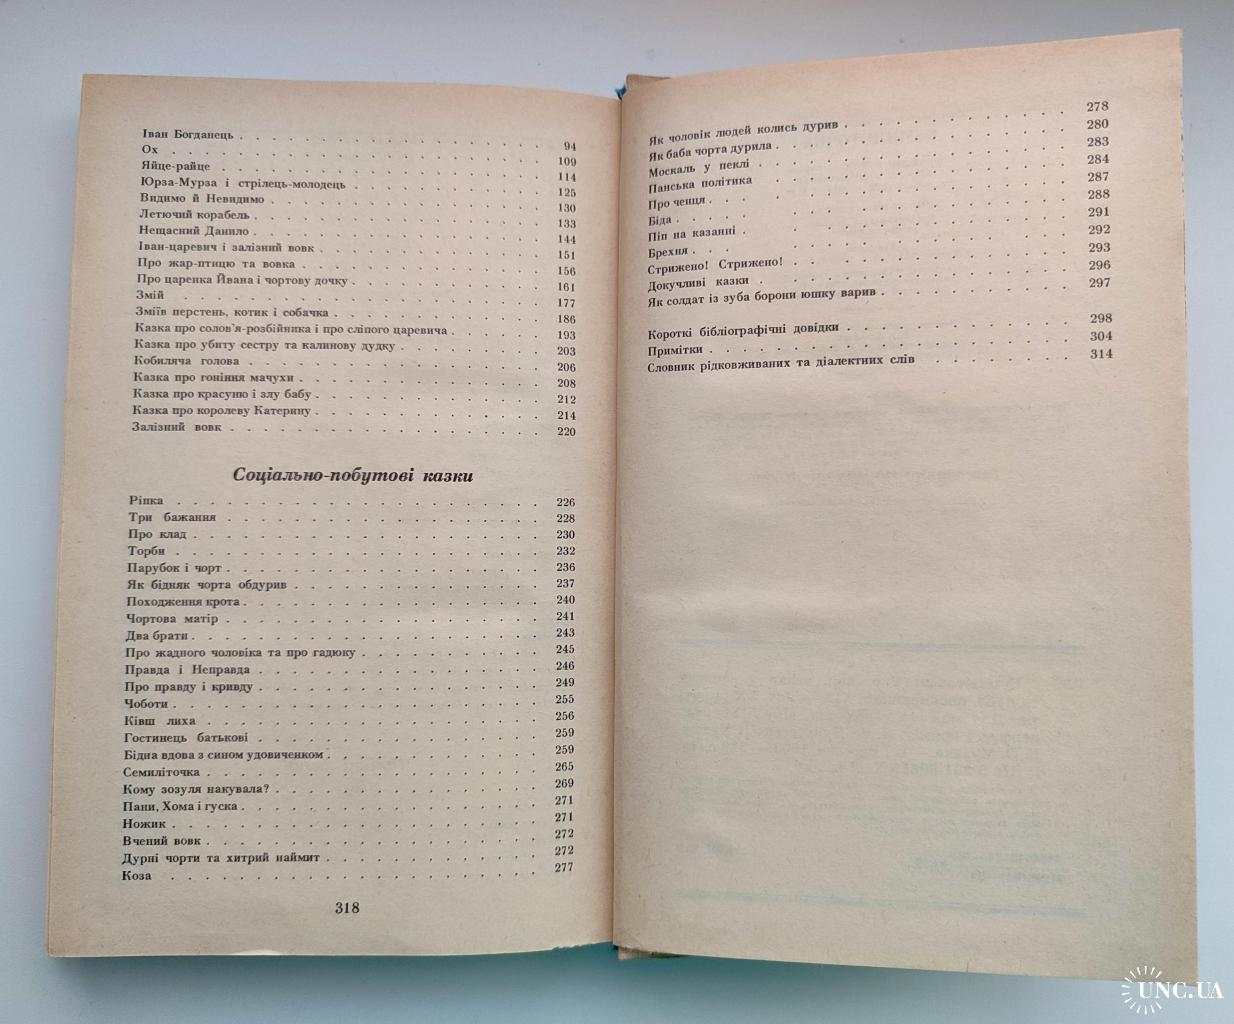 Іван Богданець . . . 94
Ох . . . 109
Яйце-райце . . . 114
Юрза-Мурза і стрілець-молодець . . . 125
Видимо й Невидимо . . . 130
Летючий корабель . . . 133
Нещасний Данило . . . 144
Іван-царевич і залізний вовк . . . 151
Про жар-птицю та вовка . . . 156
Про царенка Йвана і чортову дочку . . . 161
Змій . . . 177
Зміїв перстень, котик і собачка . . . 186
Казка про солов'я-розбійника і про сліпого царевича . . . 193
Казка про убиту сестру та калинову дудку . . . 203
Кобиляча голова . . . 206
Казка про гоніння мачухи . . . 208
Казка про красуню і злу бабу . . . 212
Казка про королеву Катерину . . . 214
Залізний вовк . . . 220
Соціально-побутові казки
Ріпка . . . 226
Три бажання . . . 228
Про клад . . . 230
Торби . . . 232
Парубок і чорт . . . 236
Як бідняк чорта обдурив . . . 237
Походження крота . . . 240
Чортова матір . . . 241
Два брати . . . 243
Про жадного чоловіка та про гадюку . . . 245
Правда і Неправда . . . 246
Про правду і кривду . . . 249
Чоботи . . . 255
Ківш лиха . . . 256
Гостинець батькові . . . 259
Бідна вдова з сином удовиченком . . . 259
Семиліточка . . . 265
Кому зозуля накувала? . . . 269
Пани, Хома і гуска . . . 271
Ножик . . . 271
Вчений вовк . . . 272
Дурні чорти та хитрий наймит . . . 272
Коза . . . 277
318
Як чоловік людей колись дурив . . . 278
Як баба чорта дурила . . . 280
Москаль у пеклі . . . 283
Панська політика . . . 284
Про ченця . . . 287
Біда . . . 288
Піп на казанні . . . 291
Брехня . . . 292
Стрижено! Стрижено! . . . 293
Докучливі казки . . . 296
Як солдат із зуба борони юшку варив . . . 297
Короткі бібліографічні довідки . . . 298
Примітки . . . 304
Словник рідковживаних та діалектних слів . . . 314
UNC.UA